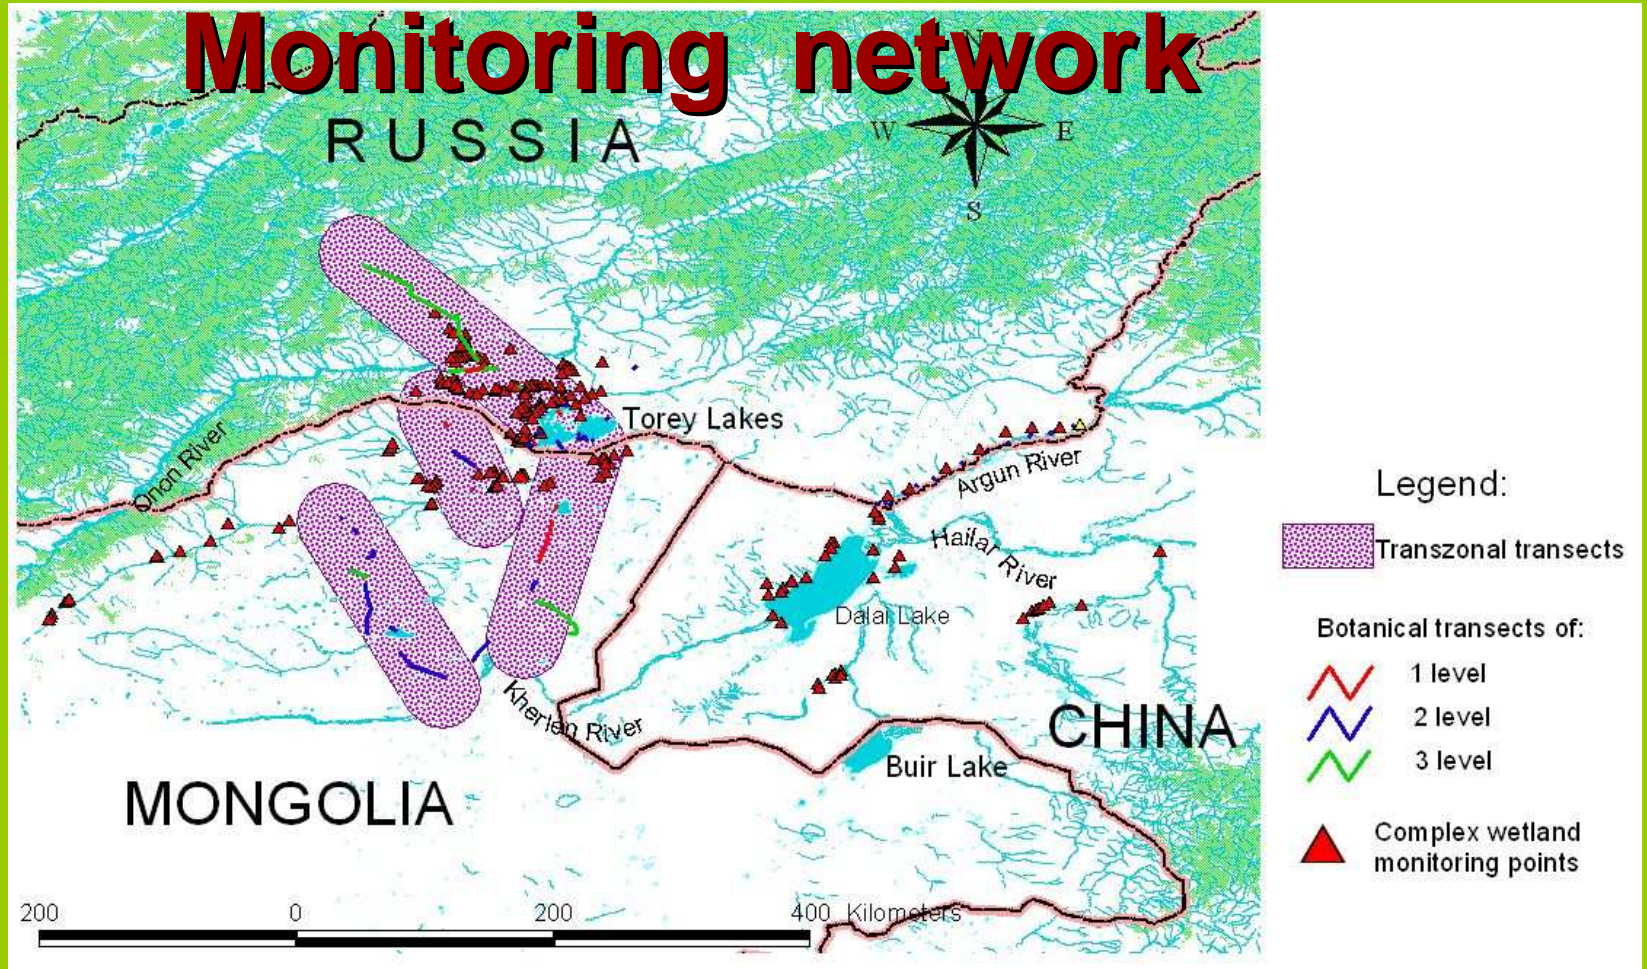 Monitoring network
RUSSIA
N
W
E
S
Torey Lakes
Onon River
Argun River
Hailar River
Dalai Lake
Kherlen River
CHINA
Buir Lake
MONGOLIA
200 0 200 400 Kilometers
Legend:
Transzonal transects
Botanical transects of:
1 level
2 level
3 level
Complex wetland
monitoring points